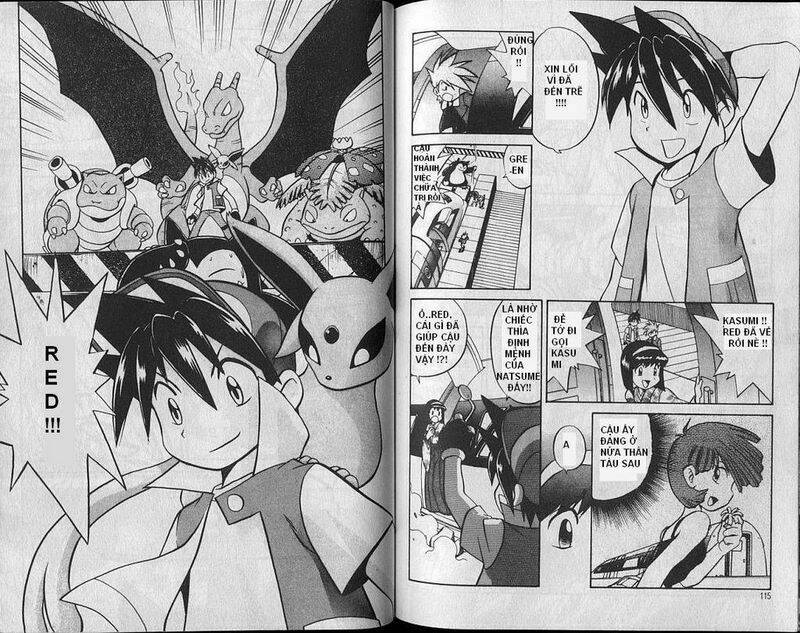 RED!!!
XIN LỖI
VÌ ĐÃ
ĐẾN TRỄ
!!!!
ĐÚNG
RỒI
!!
GRE
-EN
CẬU
HOÀN
THÀNH
VIỆC
CHỮA
TRỊ RỒI
À
KASUMI !!
RED ĐÃ VỀ
RỒI NÈ !!
ĐỂ
TỚ ĐI
GỌI
KASU
MI
LÀ NHỜ
CHIẾC
THÌA
ĐỊNH
MỆNH
CỦA
NATSUME
ĐẤY!!
Ồ..RED,
CÁI GÌ ĐÃ
GIÚP CẬU
ĐẾN ĐÂY
VẬY !?!
CẬU ẤY
ĐANG Ở
NỬA THÂN
TÀU SAU
A
115